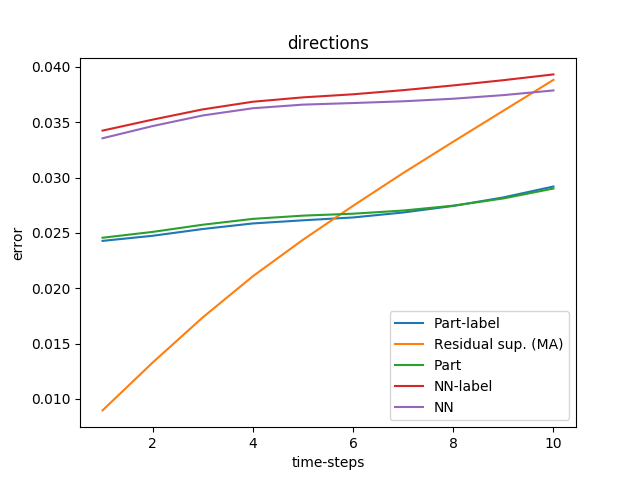 directions
0.040
0.035
0.030
0.025
0.020
0.015
0.010
error
2
4
6
8
10
time-steps
Part-label
Residual sup. (MA)
Part
NN-label
NN